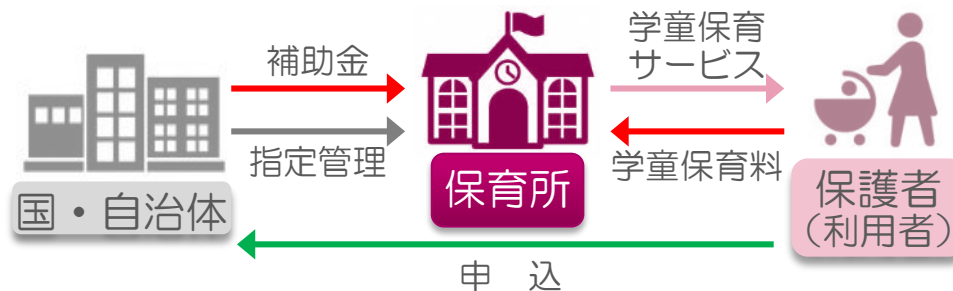 補助金
指定管理
国・自治体
保育所
学童保育
サービス
学童保育料
保護者
（利用者）
申　込